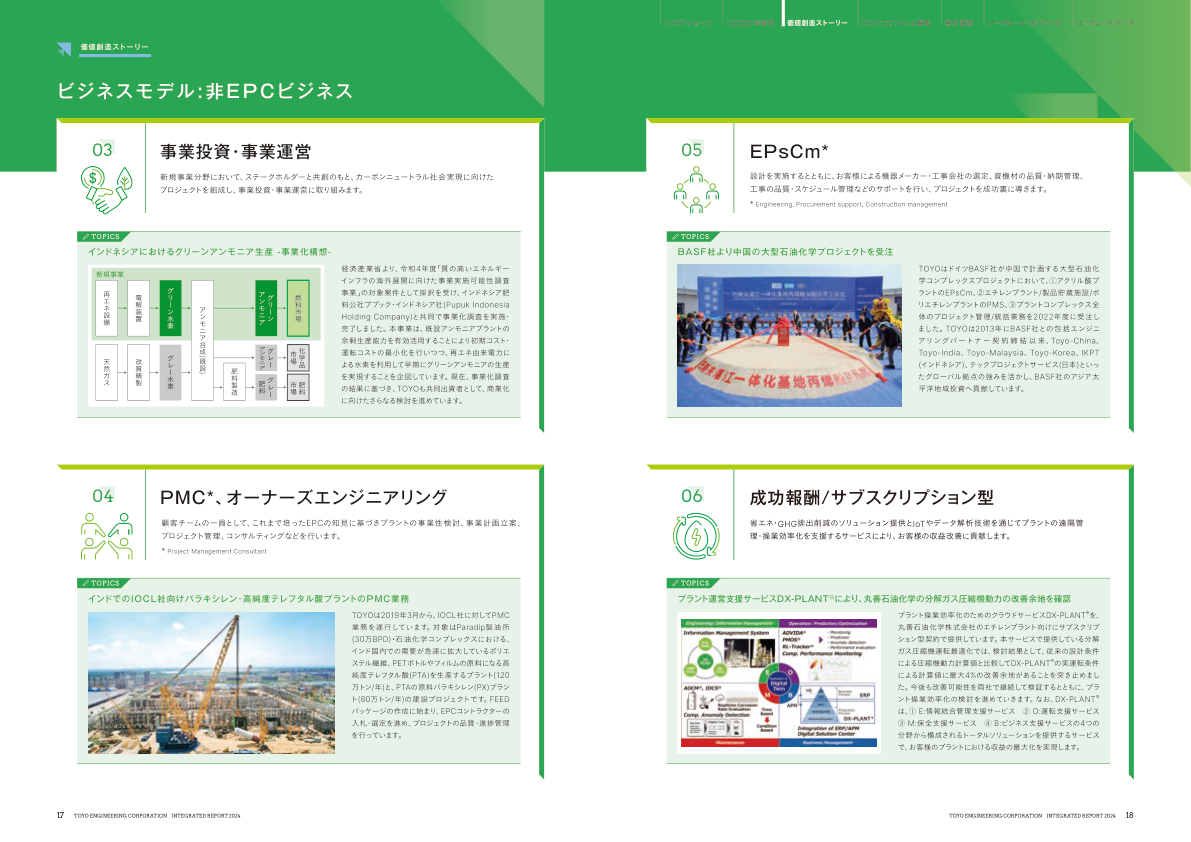 価値創造ストーリー
価値創造ストーリー
ビジネスモデル:非EPCビジネス
03
事業投資・事業運営
新規事業分野において、ステークホルダーと共創のもと、カーボンニュートラル社会実現に向けた
プロジェクトを組成し、事業投資・事業運営に取り組みます。
TOPICS
インドネシアにおけるグリーンアンモニア生産 -事業化構想-
新規事業
再エネ設備
電解装置
グリーン水素
アンモニア合成(既設)
グリーンアンモニア
燃料市場
天然ガス
改質精製
グレー水素
肥料製造
グレーアンモニア
化学品市場
グレー肥料
肥料市場
経済産業省より、令和4年度「質の高いエネルギー
インフラの海外展開に向けた事業実施可能性調査
事業」の対象案件として採択を受け、インドネシア肥
料公社ププック・インドネシア社(Pupuk Indonesia
Holding Company)と共同で事業化調査を実施・
完了しました。本事業は、既設アンモニアプラントの
余剰生産能力を有効活用することにより初期コスト・
運転コストの最小化を行いつつ、再エネ由来電力に
よる水素を利用して早期にグリーンアンモニアの生産
を実現することを企図しています。現在、事業化調査
の結果に基づき、TOYOも共同出資者として、商業化
に向けたさらなる検討を進めています。
04
PMC*、オーナーズエンジニアリング
顧客チームの一員として、これまで培ったEPCの知見に基づきプラントの事業性検討、事業計画立案、
プロジェクト管理、コンサルティングなどを行います。
* Project Management Consultant
TOPICS
インドでのIOCL社向けパラキシレン・高純度テレフタル酸プラントのPMC業務
TOYOは2019年3月から、IOCL社に対してPMC
業務を遂行しています。対象はParadip製油所
(30万BPD)・石油化学コンプレックスにおける、
インド国内での需要が急速に拡大しているポリエ
ステル繊維、PETボトルやフィルムの原料になる高
純度テレフタル酸(PTA)を生産するプラント(120
万トン/年)と、PTAの原料パラキシレン(PX)プラン
ト(80万トン/年)の建設プロジェクトです。FEED
パッケージの作成に始まり、EPCコントラクターの
入札・選定を進め、プロジェクトの品質・進捗管理
を行っています。
17 TOYO ENGINEERING CORPORATION INTEGRATED REPORT 2024
05
EPsCm*
設計を実施するとともに、お客様による機器メーカー・工事会社の選定、資機材の品質・納期管理、
工事の品質・スケジュール管理などのサポートを行い、プロジェクトを成功裏に導きます。
* Engineering, Procurement support, Construction management
TOPICS
BASF社より中国の大型石油化学プロジェクトを受注
TOYOはドイツBASF社が中国で計画する大型石油化
学コンプレックスプロジェクトにおいて、①アクリル酸プ
ラントのEPsCm、②エチレンプラント/製品貯蔵施設/ポ
リエチレンプラントのPMS、③プラントコンプレックス全
体のプロジェクト管理/統括業務を2022年度に受注し
ました。TOYOは2013年にBASF社との包括エンジニ
アリングパートナー契約締結以来、Toyo-China、
Toyo-India、Toyo-Malaysia、Toyo-Korea、IKPT
(インドネシア)、テックプロジェクトサービス(日本)といっ
たグローバル拠点の強みを活かし、BASF社のアジア太
平洋地域投資へ貢献しています。
06
成功報酬/サブスクリプション型
省エネ・GHG排出削減のソリューション提供とIoTやデータ解析技術を通じてプラントの遠隔管
理・操業効率化を支援するサービスにより、お客様の収益改善に貢献します。
TOPICS
プラント運営支援サービスDX-PLANT®により、丸善石油化学の分解ガス圧縮機動力の改善余地を確認
Engineering: Information Management
Operation: Prediction/Optimization
Information Management System
ADVIDA®
PMOS®
RL-Tracker®
Comp. Performance Monitoring
Digital Twin
AOCM®, IDCS®
Comp. Anomaly Detection
Time Based
Condition Based
ERP
APM
DX-PLANT®
Integration of ERP/APM
Digital Solution Center
Maintenance
Business Management
プラント操業効率化のためのクラウドサービスDX-PLANT®を、
丸善石油化学株式会社のエチレンプラント向けにサブスクリプ
ション型契約で提供しています。本サービスで提供している分解
ガス圧縮機運転最適化では、検討結果として、従来の設計条件
による圧縮機動力計算値と比較してDX-PLANT®の実運転条件
による計算値に最大4%の改善余地があることを突き止めまし
た。今後も改善可能性を両社で継続して検証するとともに、プラ
ント操業効率化の検討を進めていきます。なお、DX-PLANT®
は、① E:情報統合管理支援サービス ② O:運転支援サービス
③ M:保全支援サービス ④ B:ビジネス支援サービスの4つの
分野から構成されるトータルソリューションを提供するサービス
で、お客様のプラントにおける収益の最大化を実現します。
TOYO ENGINEERING CORPORATION INTEGRATED REPORT 2024 18